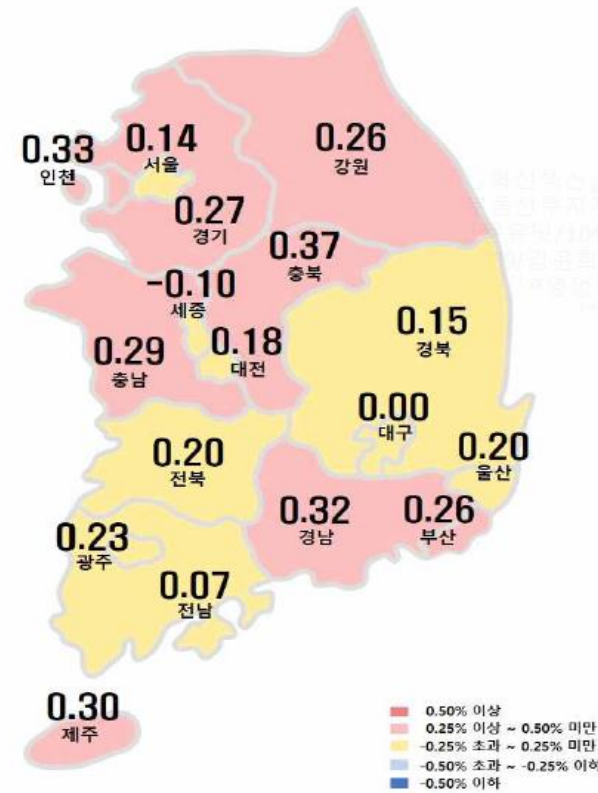 0.33
인천
0.14
서울
0.26
강원
0.27
경기
0.37
충북
-0.10
세종
0.29
충남
0.18
대전
0.15
경북
0.00
대구
0.20
울산
0.20
전북
0.32
경남
0.26
부산
0.23
광주
0.07
전남
0.30
제주
0.50% 이상
0.25% 이상 ~ 0.50% 미만
-0.25% 초과 ~ 0.25% 미만
-0.50% 초과 ~ -0.25% 이하
-0.50% 이하